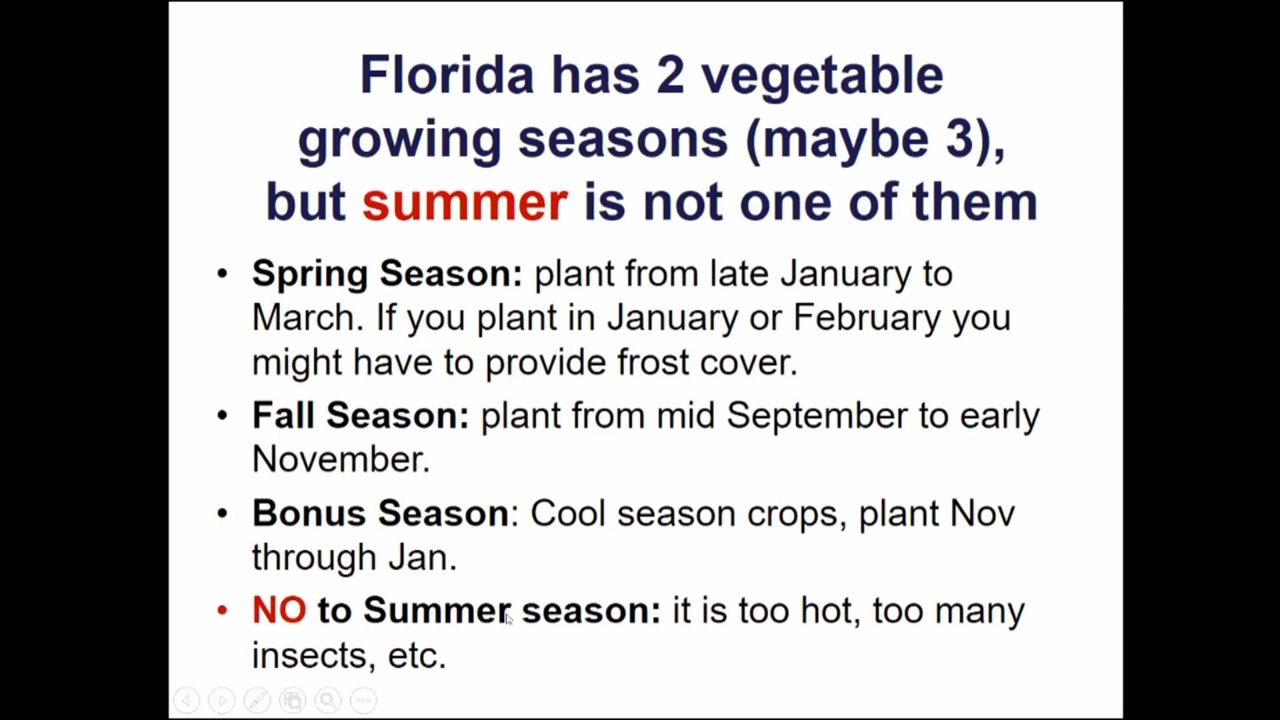 Florida has 2 vegetable
growing seasons (maybe 3),
but summer is not one of them
• Spring Season: plant from late January to
March. If you plant in January or February you
might have to provide frost cover.
• Fall Season: plant from mid September to early
November.
• Bonus Season: Cool season crops, plant Nov
through Jan.
• NO to Summer season: it is too hot, too many
insects, etc.